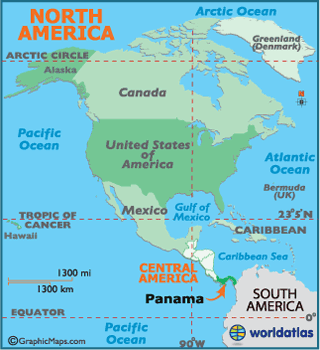 NORTH
AMERICA
Arctic Ocean
Greenland
(Denmark)
ARCTIC CIRCLE
Alaska
Canada
Pacific
Ocean
United States
of
America
Atlantic
Ocean
Bermuda
(UK)
Mexico
Gulf of
Mexico
23°5'N
TROPIC OF
CANCER
Hawaii
CARIBBEAN
Caribbean Sea
CENTRAL
AMERICA
1300 mi
1300 km
Panama
SOUTH
AMERICA
EQUATOR
0°
Pacific
Ocean
90°W
worldatlas
©GraphicMaps.com